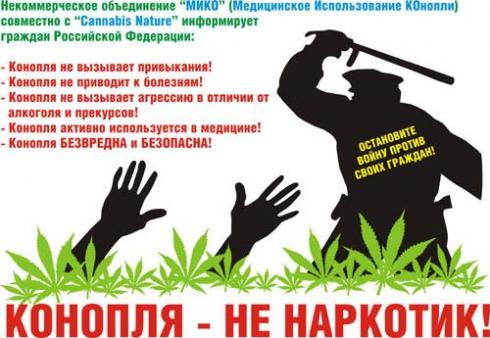 Некоммерческое объединение “МИКО” (Медицинское Использование КОнопли)
совместно с “Cannabis Nature” информирует
граждан Российской Федерации:
- Конопля не вызывает привыкания!
- Конопля не приводит к болезням!
- Конопля не вызывает агрессию в отличии от
алкоголя и прекурсов!
- Конопля активно используется в медицине!
- Конопля БЕЗВРЕДНА и БЕЗОПАСНА!
ОСТАНОВИТЕ
ВОЙНУ ПРОТИВ
СВОИХ ГРАЖДАН!
КОНОПЛЯ - НЕ НАРКОТИК!